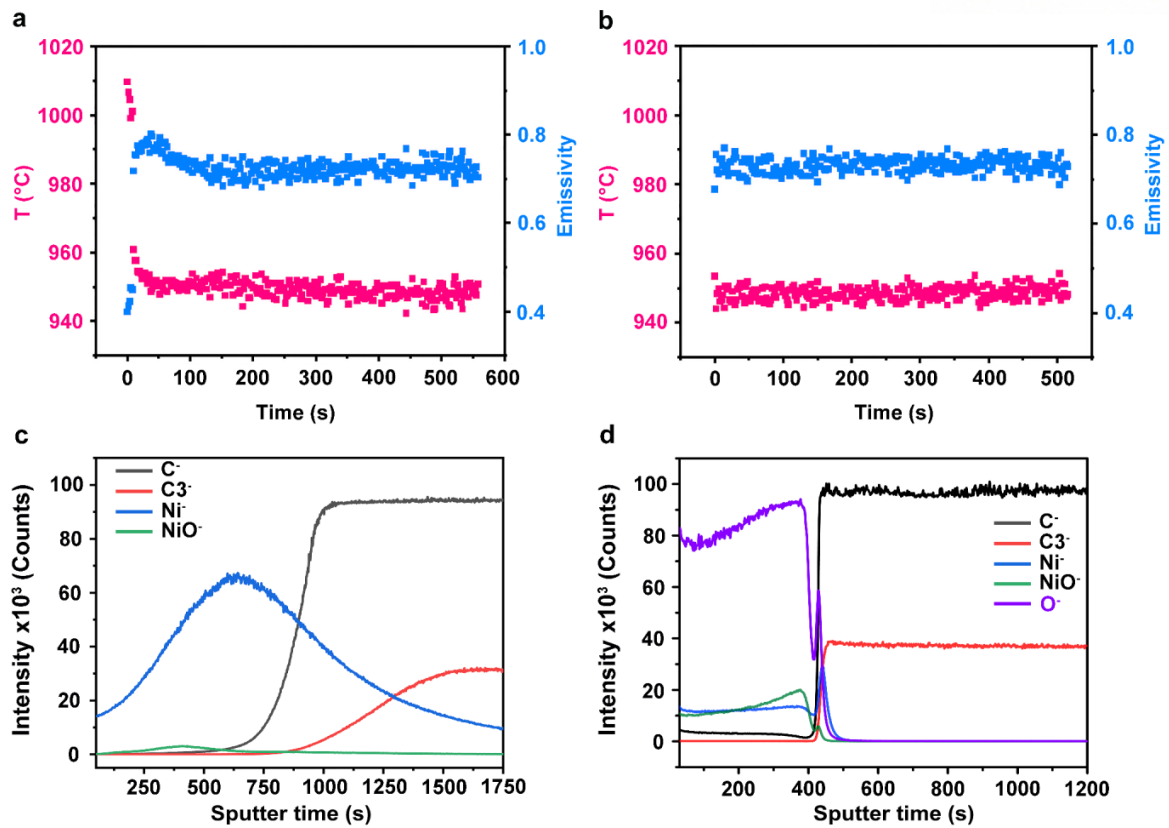 a
b
1020
1000
980
960
940
T (°C)
1.0
0.8
0.6
0.4
Emissivity
0
100
200
300
400
500
600
Time (s)
1020
1000
980
960
940
T (°C)
1.0
0.8
0.6
0.4
Emissivity
0
100
200
300
400
500
Time (s)
c
d
C-
C3-
Ni-
NiO-
100
80
60
40
20
0
Intensity x10³ (Counts)
250
500
750
1000
1250
1500
1750
Sputter time (s)
C-
C3-
Ni-
NiO-
O-
100
80
60
40
20
0
Intensity x10³ (Counts)
200
400
600
800
1000
1200
Sputter time (s)